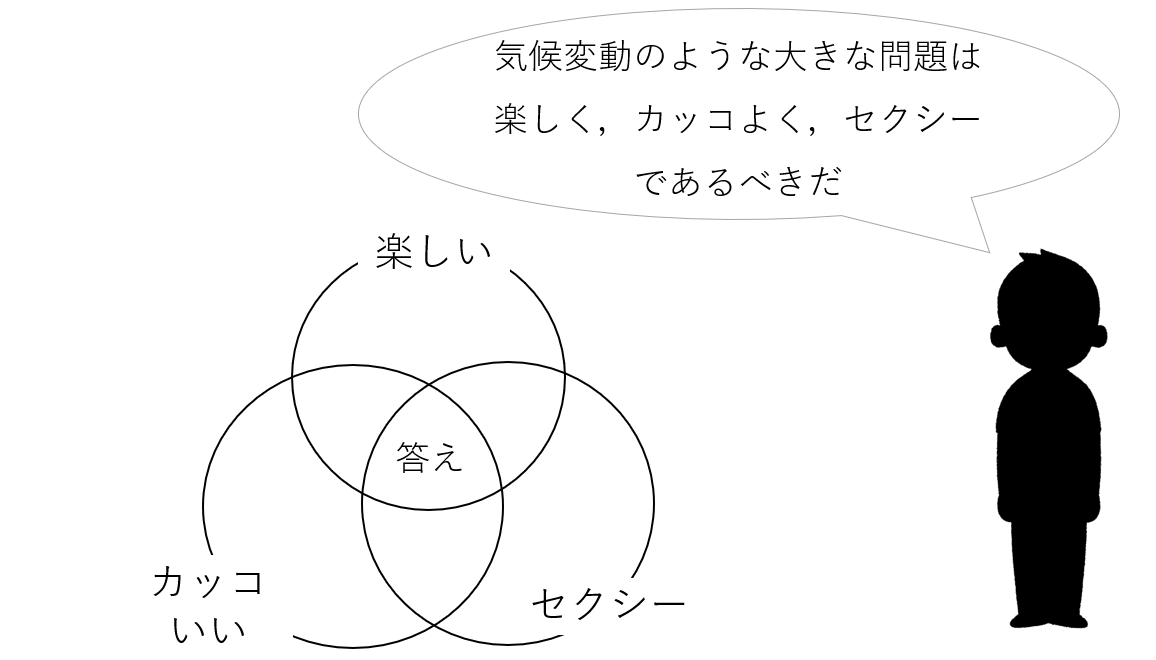 気候変動のような大きな問題は
楽しく，カッコよく，セクシー
であるべきだ
楽しい
答え
カッコ
いい
セクシー